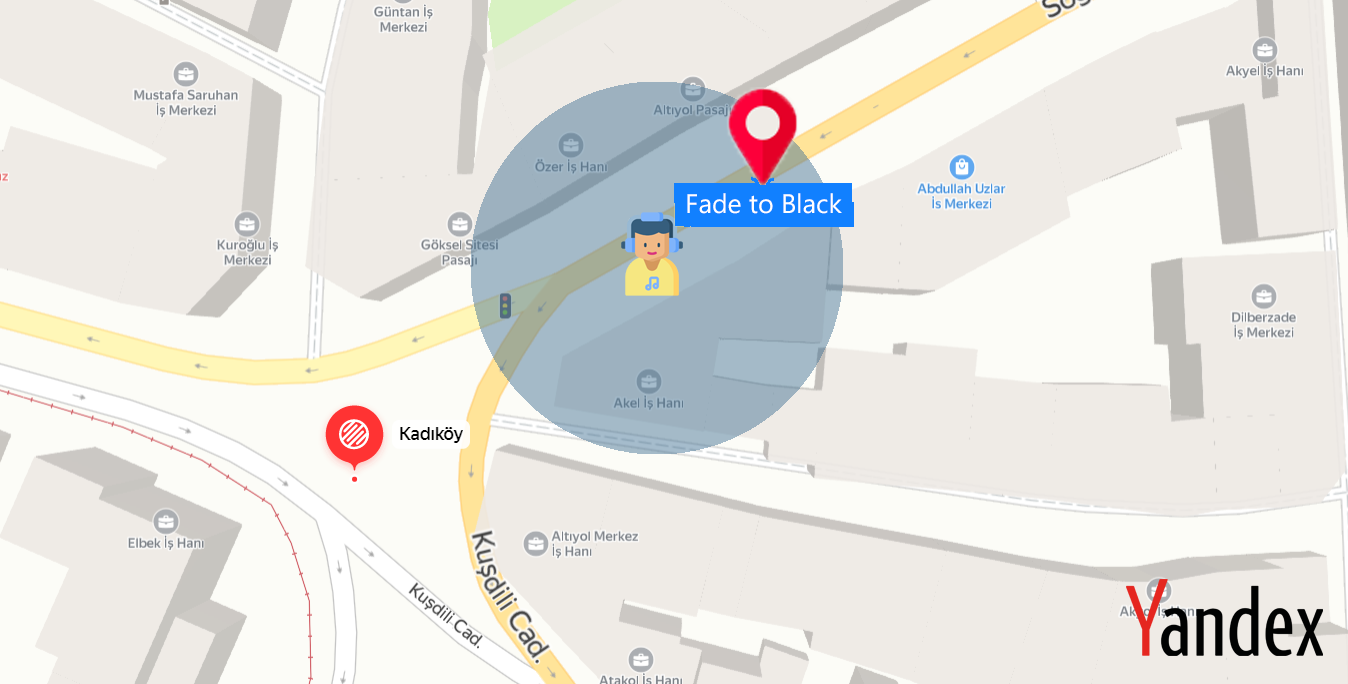 Güntan İş
Merkezi
Akyel İş Hanı
Mustafa Saruhan
İş Merkezi
Altıyol Pasajı
Özer İş Hanı
Abdullah Uzlar
İş Merkezi
Fade to Black
Kuroğlu İş
Merkezi
Göksel Sitesi
Pasajı
Dilberzade
İş Merkezi
Akel İş Hanı
Kadıköy
Elbek İş Hanı
Altıyol Merkez
İş Hanı
Kuşdili Cad.
Kuşdili Cad.
Yandex
Atakol İş Hanı